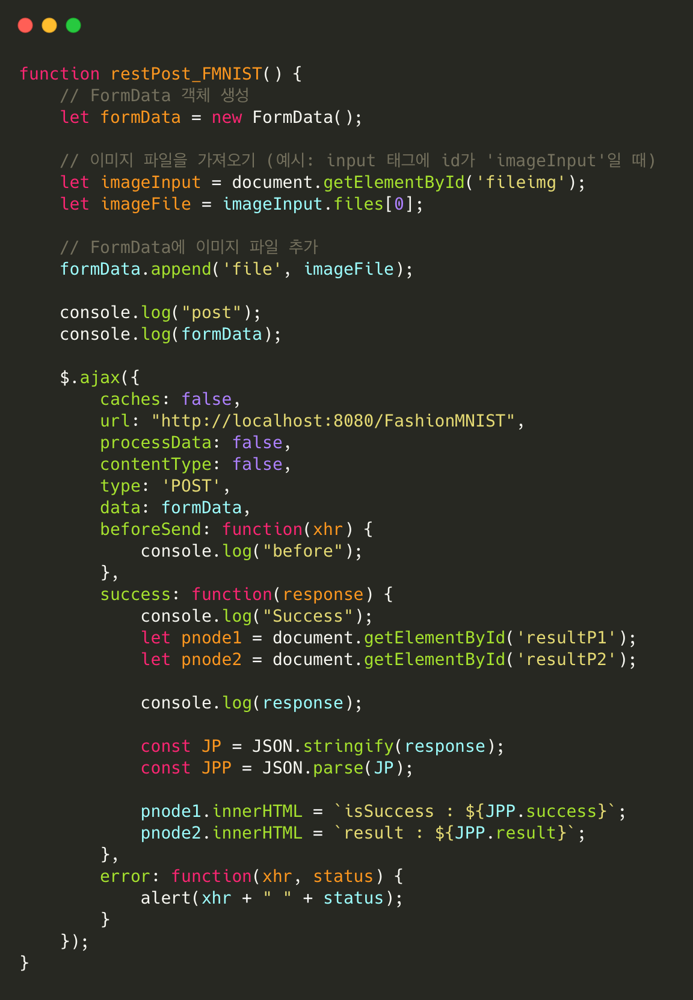 function restPost_FMNIST() {
    // FormData 객체 생성
    let formData = new FormData();

    // 이미지 파일을 가져오기 (예시: input 태그에 id가 'imageInput'일 때)
    let imageInput = document.getElementById('fileimg');
    let imageFile = imageInput.files[0];

    // FormData에 이미지 파일 추가
    formData.append('file', imageFile);

    console.log("post");
    console.log(formData);

    $.ajax({
        caches: false,
        url: "http://localhost:8080/FashionMNIST",
        processData: false,
        contentType: false,
        type: 'POST',
        data: formData,
        beforeSend: function(xhr) {
            console.log("before");
        },
        success: function(response) {
            console.log("Success");
            let pnode1 = document.getElementById('resultP1');
            let pnode2 = document.getElementById('resultP2');

            console.log(response);

            const JP = JSON.stringify(response);
            const JPP = JSON.parse(JP);

            pnode1.innerHTML = `isSuccess : ${JPP.success}`;
            pnode2.innerHTML = `result : ${JPP.result}`;
        },
        error: function(xhr, status) {
            alert(xhr + " " + status);
        }
    });
}